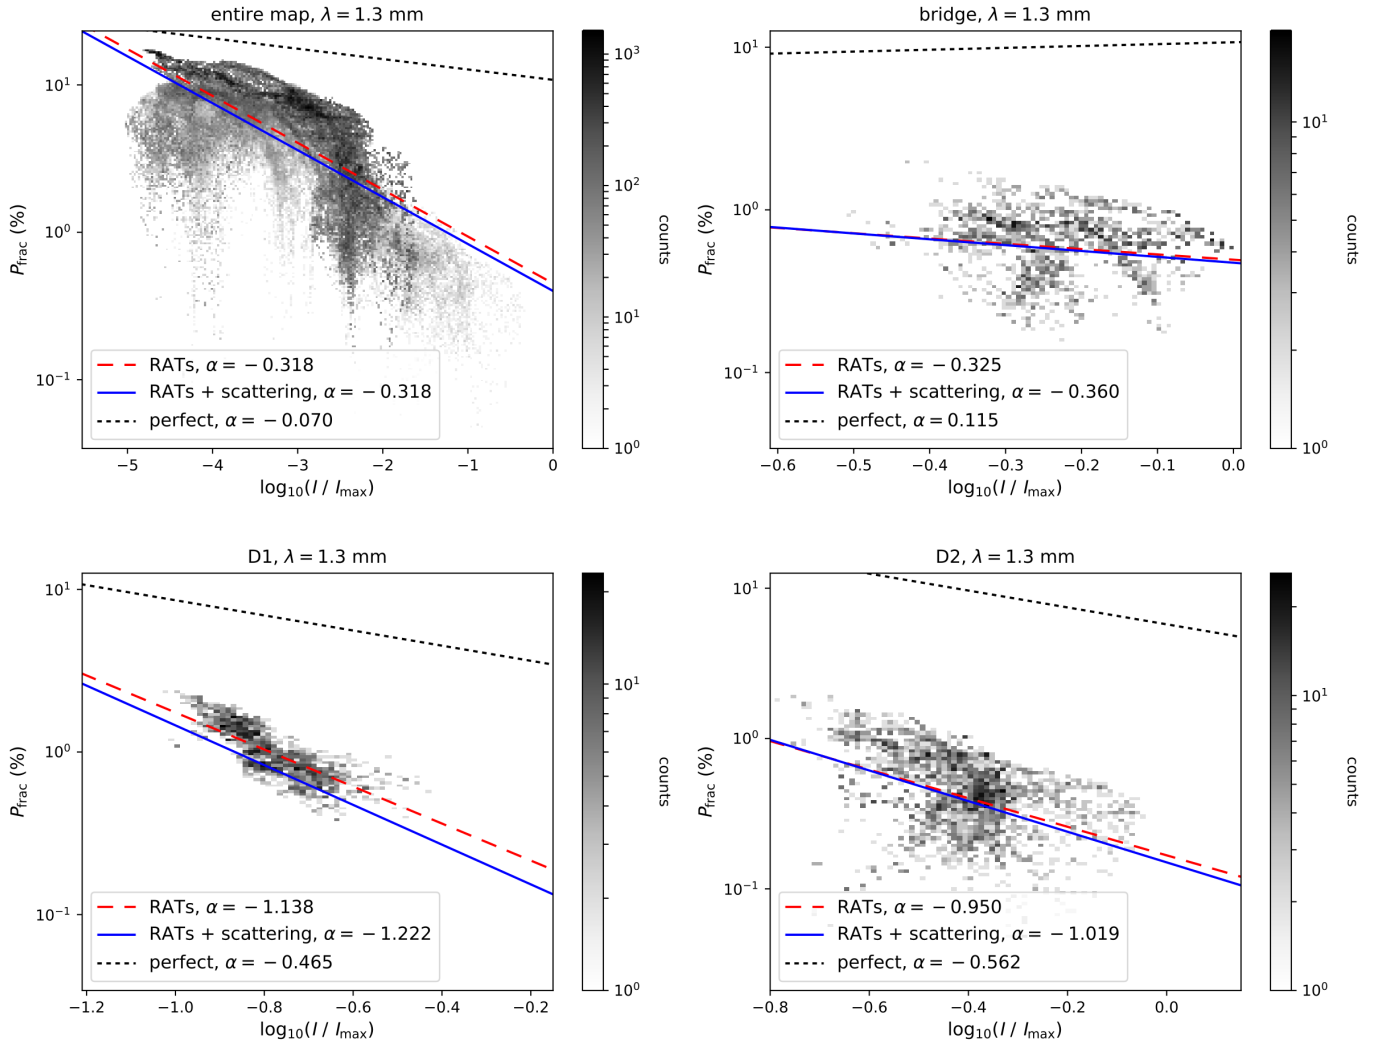 entire map, λ = 1.3 mm
10¹
10⁰
10⁻¹
P_frac (%)
RATs, α = −0.318
RATs + scattering, α = −0.318
perfect, α = −0.070
−5 −4 −3 −2 −1 0
log₁₀(I / I_max)
10³
10²
10¹
10⁰
counts
bridge, λ = 1.3 mm
10¹
10⁰
10⁻¹
P_frac (%)
RATs, α = −0.325
RATs + scattering, α = −0.360
perfect, α = 0.115
−0.6 −0.5 −0.4 −0.3 −0.2 −0.1 0.0
log₁₀(I / I_max)
10¹
10⁰
counts
D1, λ = 1.3 mm
10¹
10⁰
10⁻¹
P_frac (%)
RATs, α = −1.138
RATs + scattering, α = −1.222
perfect, α = −0.465
−1.2 −1.0 −0.8 −0.6 −0.4 −0.2
log₁₀(I / I_max)
10¹
10⁰
counts
D2, λ = 1.3 mm
10¹
10⁰
10⁻¹
P_frac (%)
RATs, α = −0.950
RATs + scattering, α = −1.019
perfect, α = −0.562
−0.8 −0.6 −0.4 −0.2 0.0
log₁₀(I / I_max)
10¹
10⁰
counts